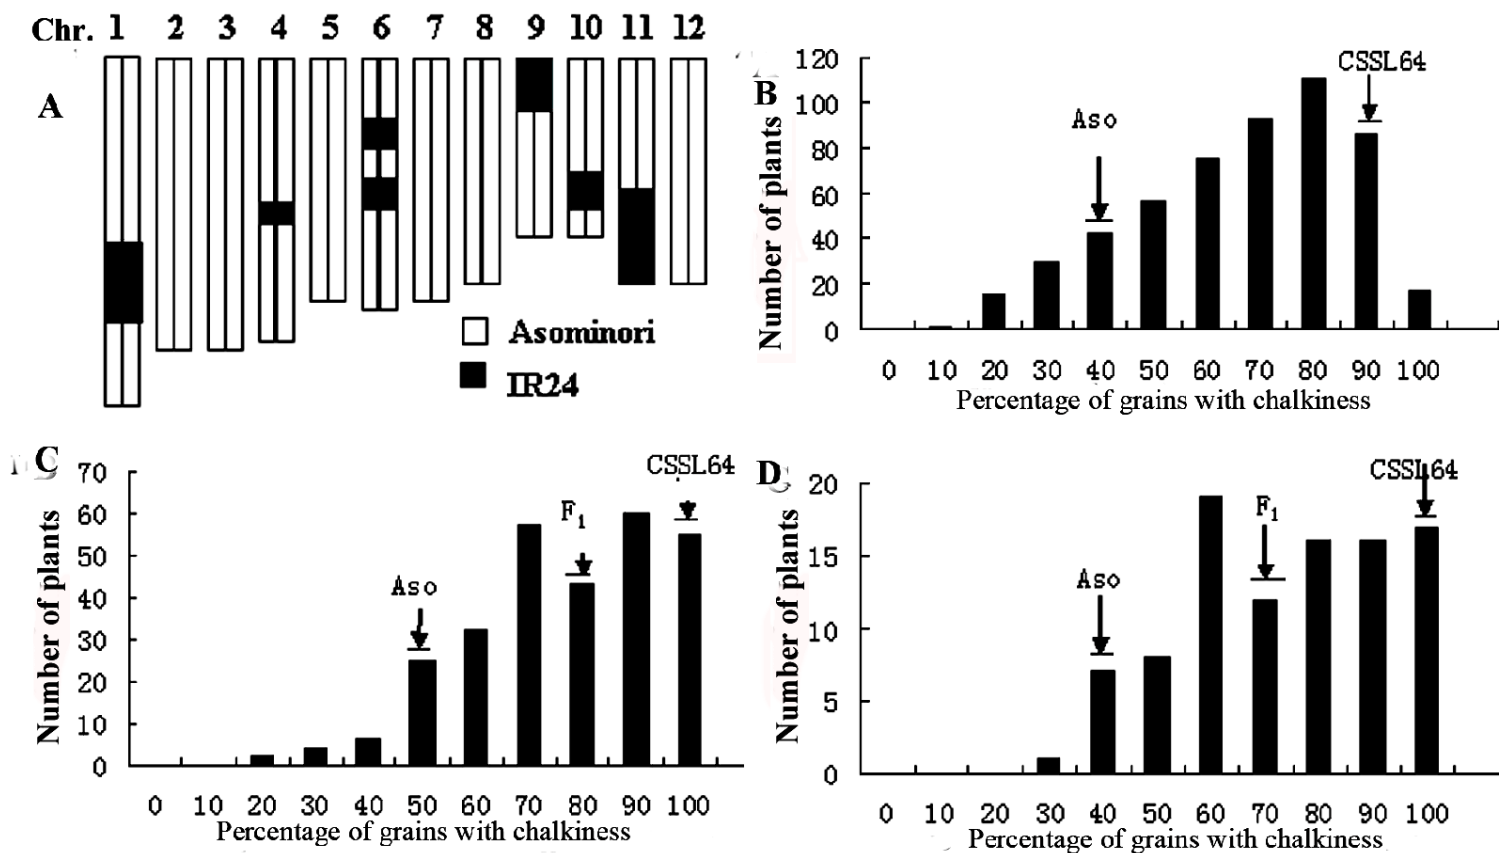 Chr. 1 2 3 4 5 6 7 8 9 10 11 12
A
Asominori
IR24
B
Number of plants
120
100
80
60
40
20
0
Aso
CSSL64
0 10 20 30 40 50 60 70 80 90 100
Percentage of grains with chalkiness
C
Number of plants
70
60
50
40
30
20
10
0
Aso
F1
CSSL64
0 10 20 30 40 50 60 70 80 90 100
Percentage of grains with chalkiness
D
Number of plants
20
15
10
5
0
Aso
F1
CSSL64
0 10 20 30 40 50 60 70 80 90 100
Percentage of grains with chalkiness